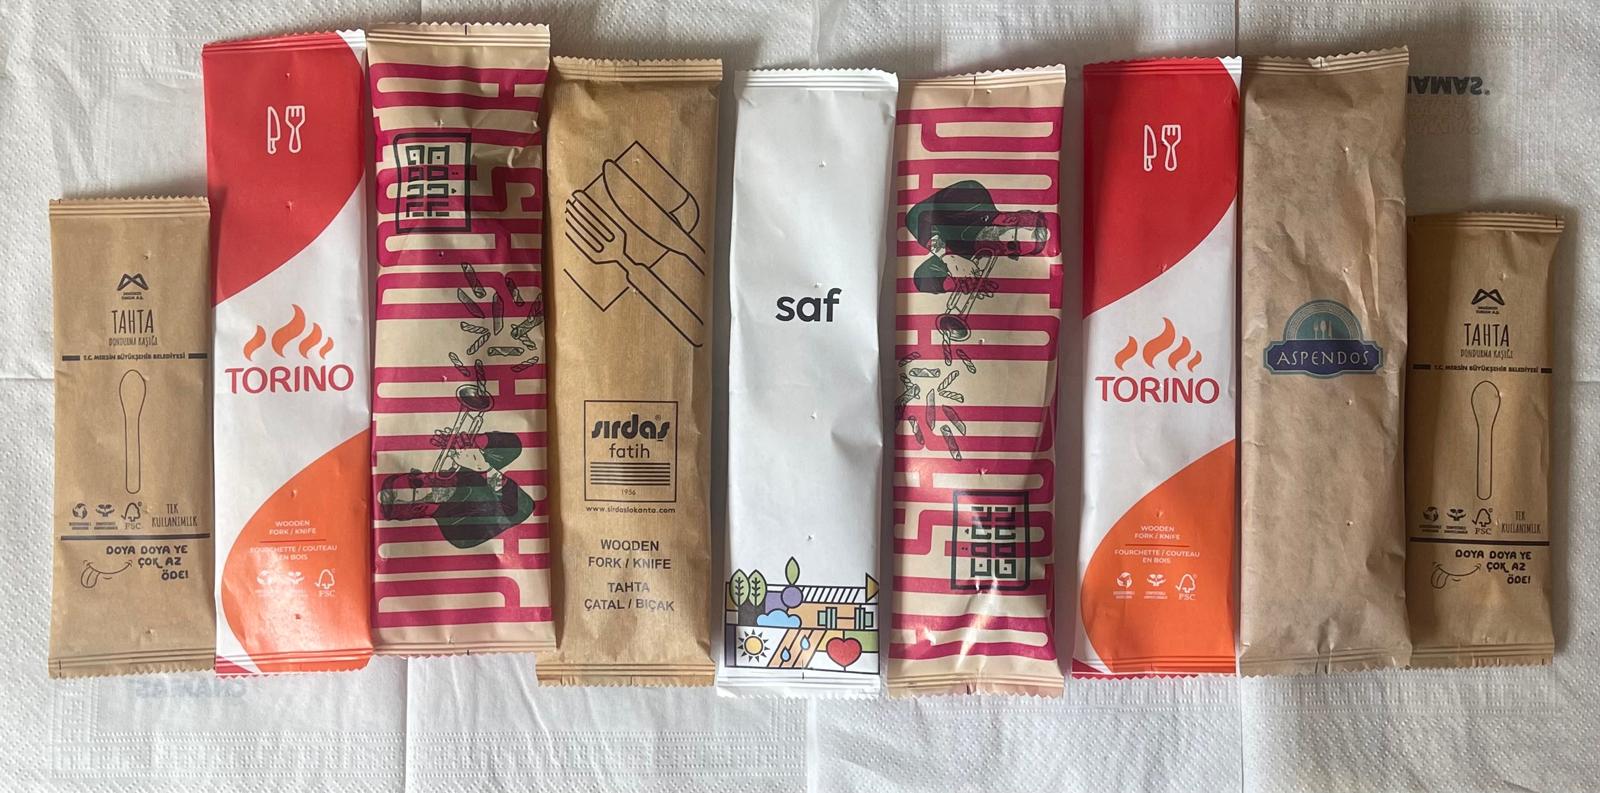 TAHTA
DONDURMA KAŞIĞI
T.C. MERSİN BÜYÜKŞEHİR BELEDİYESİ
FSC
TEK
KULLANIMLIK
DOYA DOYA YE
ÇOK AZ
ÖDE!
TORINO
WOODEN
FORK / KNIFE
FOURCHETTE / COUTEAU
EN BOIS
FSC
sırdaş
fatih
1956
www.sirdaslokanta.com
WOODEN
FORK / KNIFE
TAHTA
ÇATAL / BIÇAK
saf
TORINO
WOODEN
FORK / KNIFE
FOURCHETTE / COUTEAU
EN BOIS
FSC
ASPENDOS
TAHTA
DONDURMA KAŞIĞI
T.C. MERSİN BÜYÜKŞEHİR BELEDİYESİ
FSC
TEK
KULLANIMLIK
DOYA DOYA YE
ÇOK AZ
ÖDE!